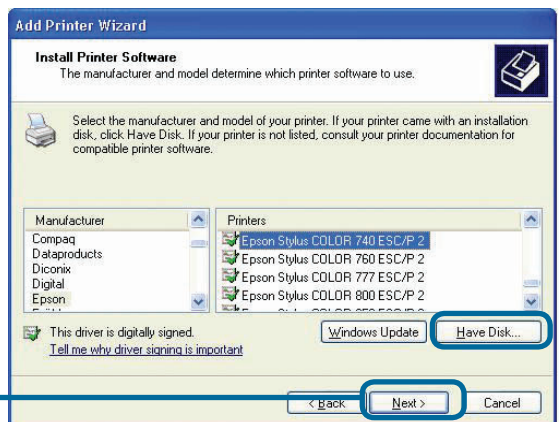 Add Printer Wizard
Install Printer Software
The manufacturer and model determine which printer software to use.
Select the manufacturer and model of your printer. If your printer came with an installation
disk, click Have Disk. If your printer is not listed, consult your printer documentation for
compatible printer software.
Manufacturer
Compaq
Dataproducts
Diconix
Digital
Epson
Printers
Epson Stylus COLOR 740 ESC/P 2
Epson Stylus COLOR 760 ESC/P 2
Epson Stylus COLOR 777 ESC/P 2
Epson Stylus COLOR 800 ESC/P 2
This driver is digitally signed.
Tell me why driver signing is important
Windows Update
Have Disk...
< Back
Next >
Cancel